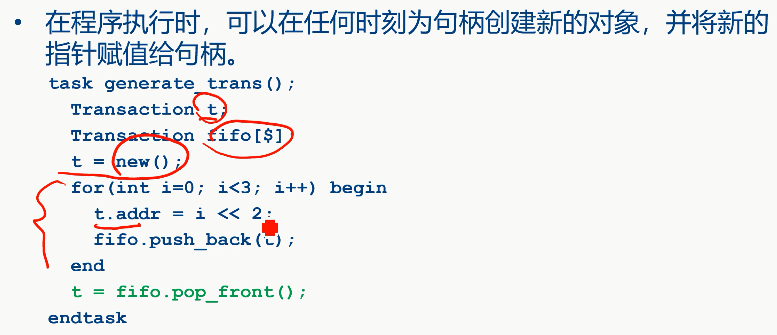 • 在程序执行时，可以在任何时刻为句柄创建新的对象，并将新的
指针赋值给句柄。
task generate_trans();
Transaction t;
Transaction fifo[$]
t = new();
for(int i=0; i<3; i++) begin
t.addr = i << 2;
fifo.push_back(t);
end
t = fifo.pop_front();
endtask